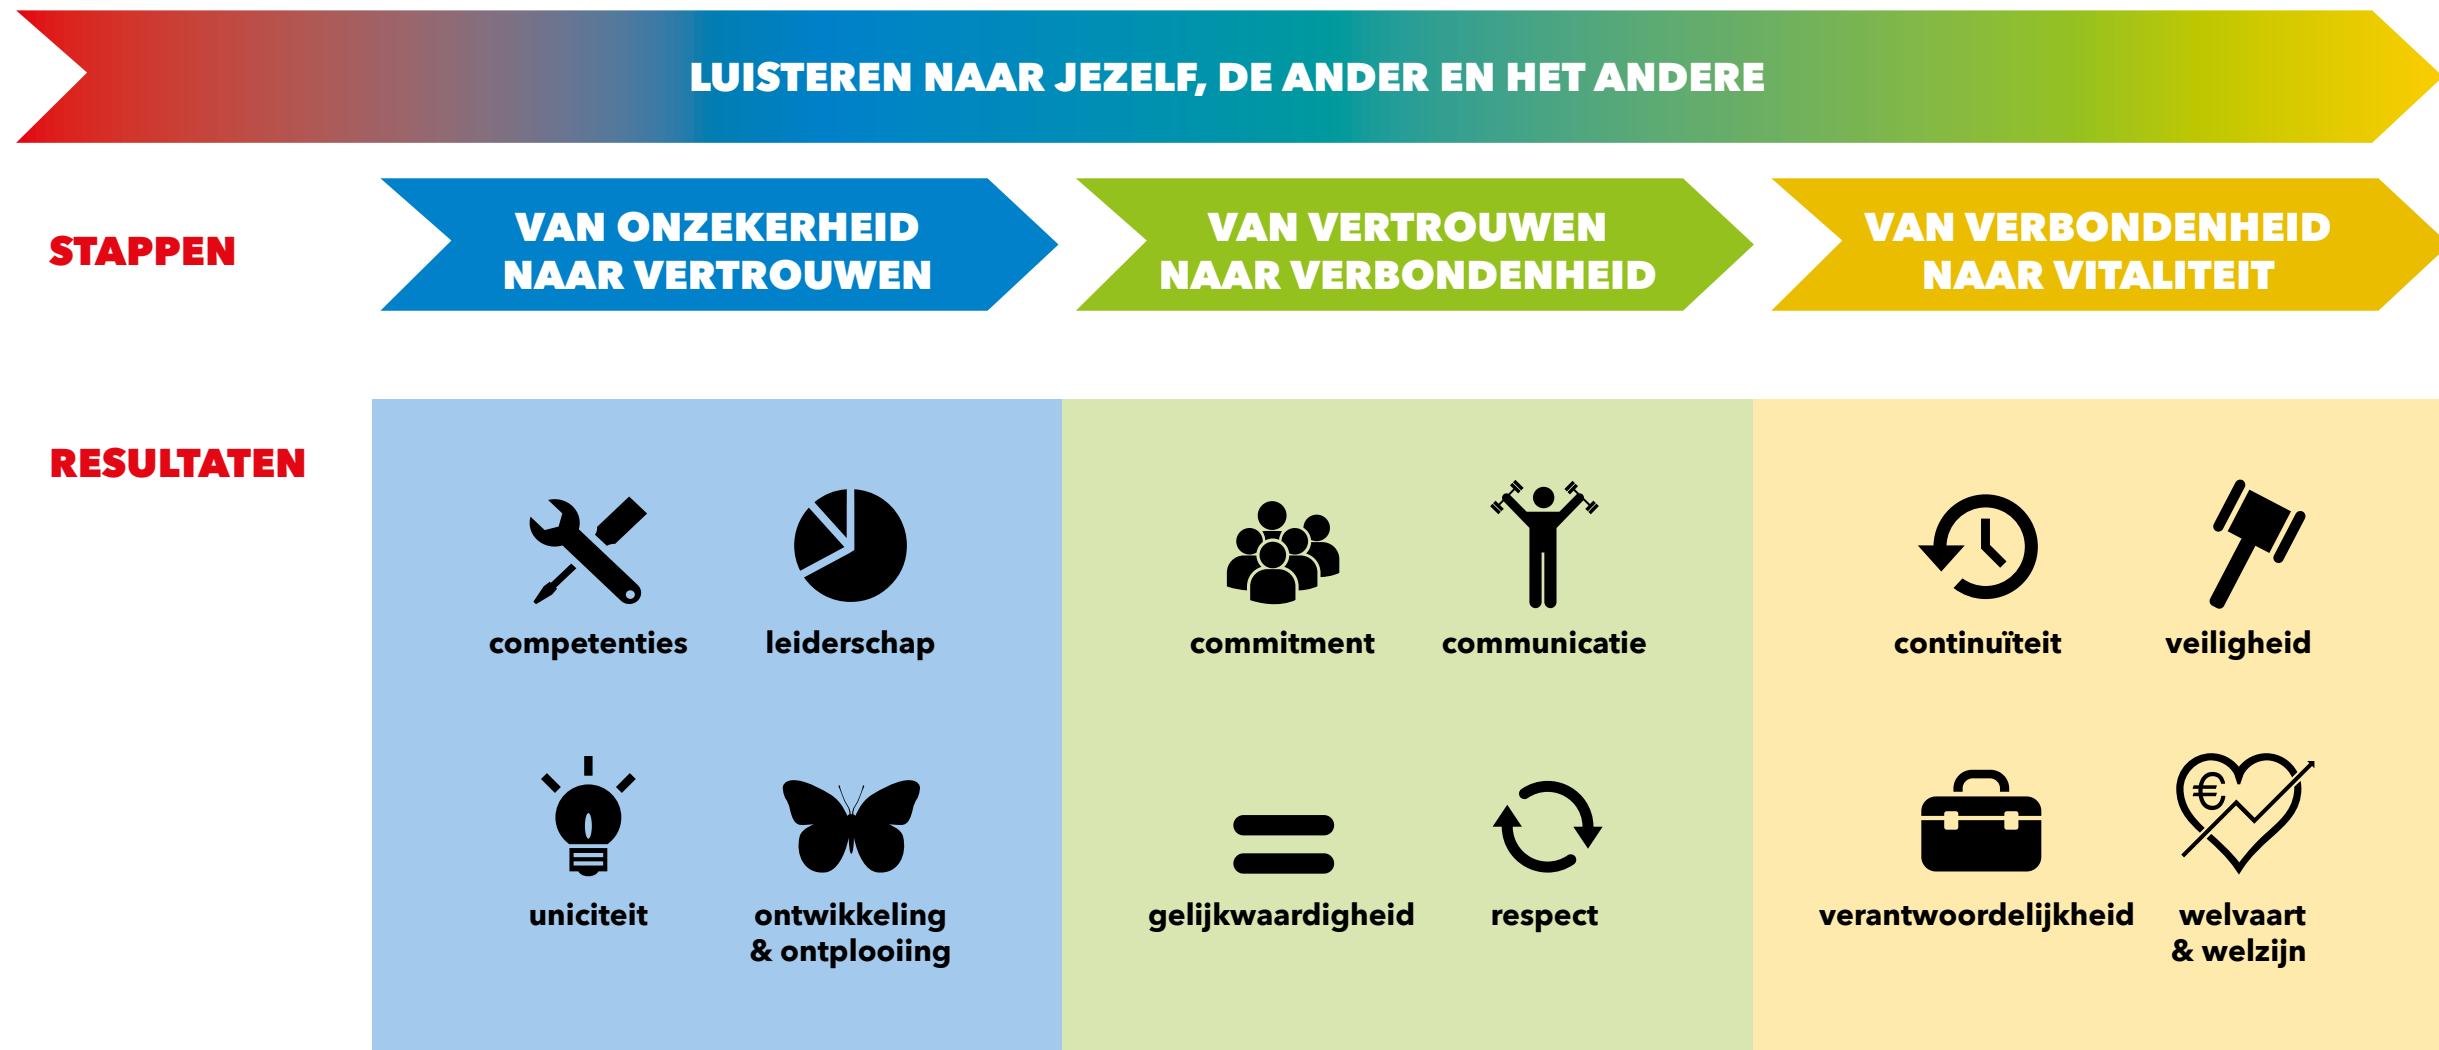 LUISTEREN NAAR JEZELF, DE ANDER EN HET ANDERE
STAPPEN
VAN ONZEKERHEID
NAAR VERTROUWEN
VAN VERTROUWEN
NAAR VERBONDENHEID
VAN VERBONDENHEID
NAAR VITALITEIT
RESULTATEN
competenties
leiderschap
uniciteit
ontwikkeling
& ontplooiing
commitment
communicatie
gelijkwaardigheid
respect
continuïteit
veiligheid
verantwoordelijkheid
€
welvaart
& welzijn